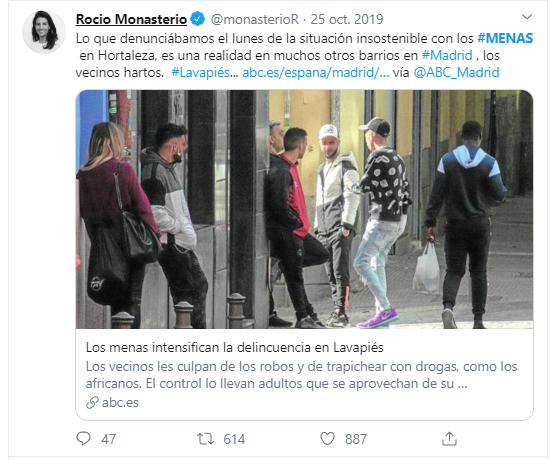 Rocio Monasterio @monasterioR · 25 oct. 2019
Lo que denunciábamos el lunes de la situación insostenible con los #MENAS
en Hortaleza, es una realidad en muchos otros barrios en #Madrid , los
vecinos hartos. #Lavapiés... abc.es/espana/madrid/... vía @ABC_Madrid
Los menas intensifican la delincuencia en Lavapiés
Los vecinos les culpan de los robos y de trapichear con drogas, como los
africanos. El control lo llevan adultos que se aprovechan de su ...
abc.es
47 614 887